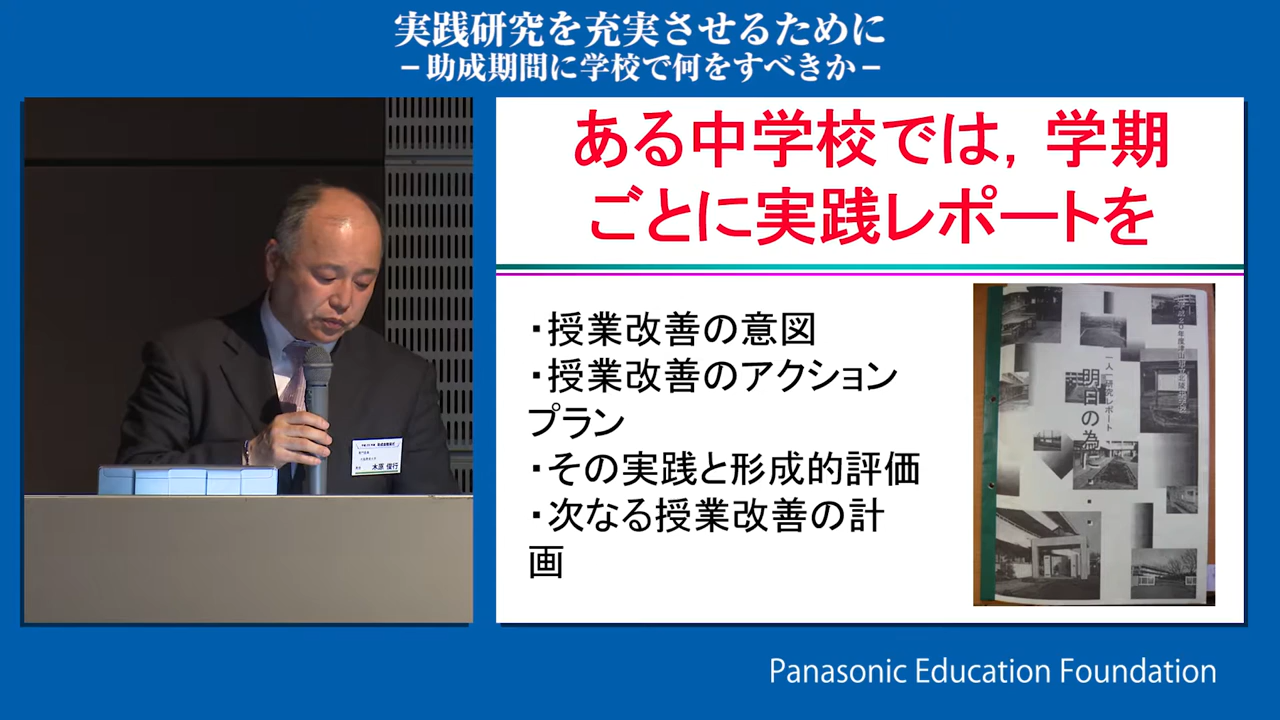 実践研究を充実させるために
－助成期間に学校で何をすべきか－
ある中学校では，学期
ごとに実践レポートを
・授業改善の意図
・授業改善のアクション
プラン
・その実践と形成的評価
・次なる授業改善の計
画
一人一研究レポート
明日の為に
木原 俊行
Panasonic Education Foundation